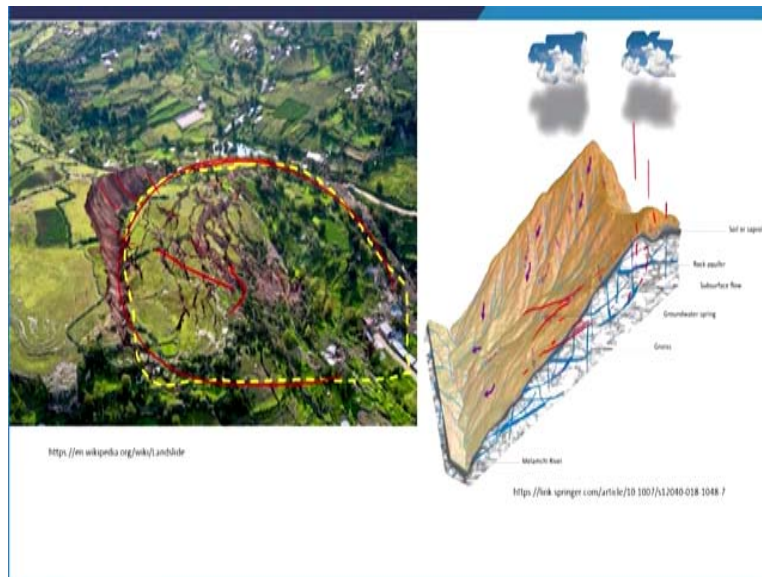 https://en.wikipedia.org/wiki/Landslide
Soil or saprol
Rock aquifer
Subsurface flow
Groundwater spring
Gneiss
Melamchi River
https://link.springer.com/article/10.1007/s12040-018-1048-7